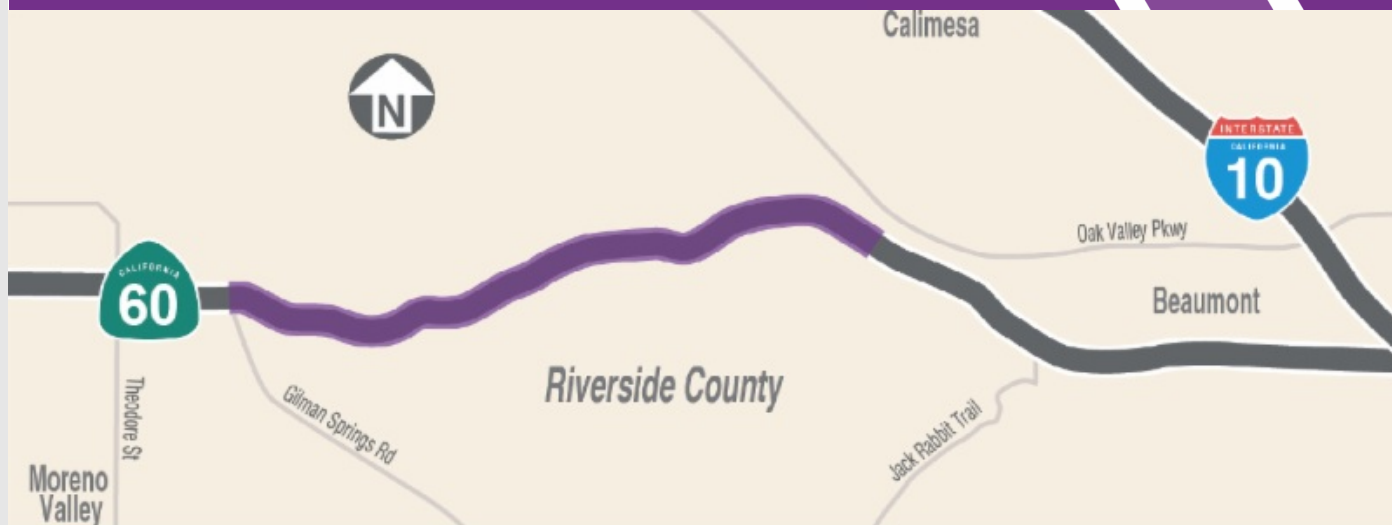 Calimesa
N
INTERSTATE
CALIFORNIA
10
Oak Valley Pkwy
CALIFORNIA
60
Beaumont
Riverside County
Theodore St
Gilman Springs Rd
Jack Rabbit Trail
Moreno
Valley